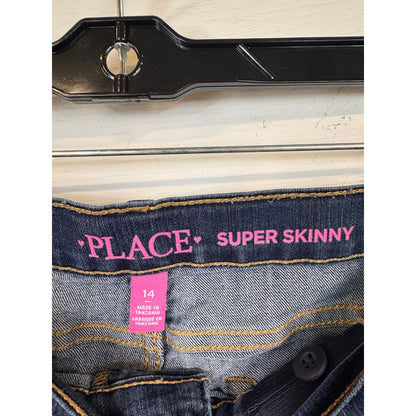 ♥PLACE♥ SUPER SKINNY
14
MADE IN
TANZANIA
FABRIQUÉ EN
TANZANIE